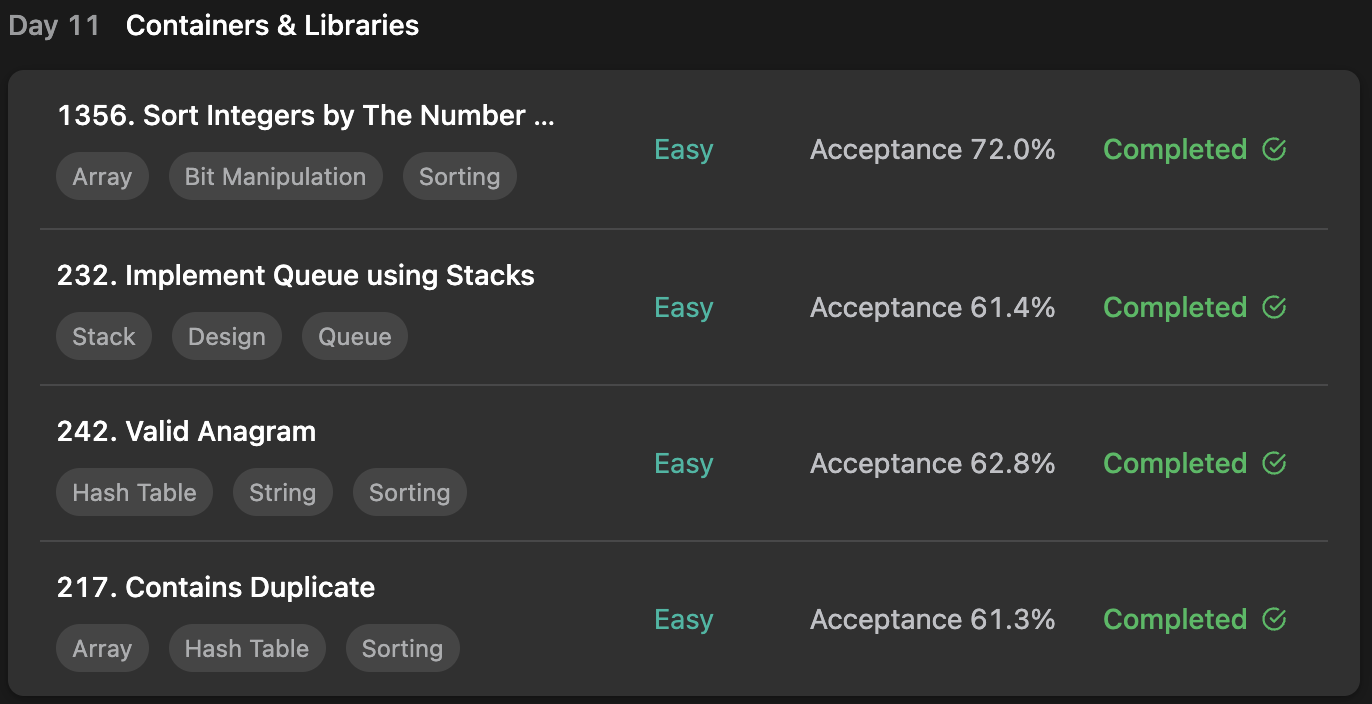 Day 11 Containers & Libraries
1356. Sort Integers by The Number ...
Easy Acceptance 72.0% Completed
Array Bit Manipulation Sorting
232. Implement Queue using Stacks
Easy Acceptance 61.4% Completed
Stack Design Queue
242. Valid Anagram
Easy Acceptance 62.8% Completed
Hash Table String Sorting
217. Contains Duplicate
Easy Acceptance 61.3% Completed
Array Hash Table Sorting